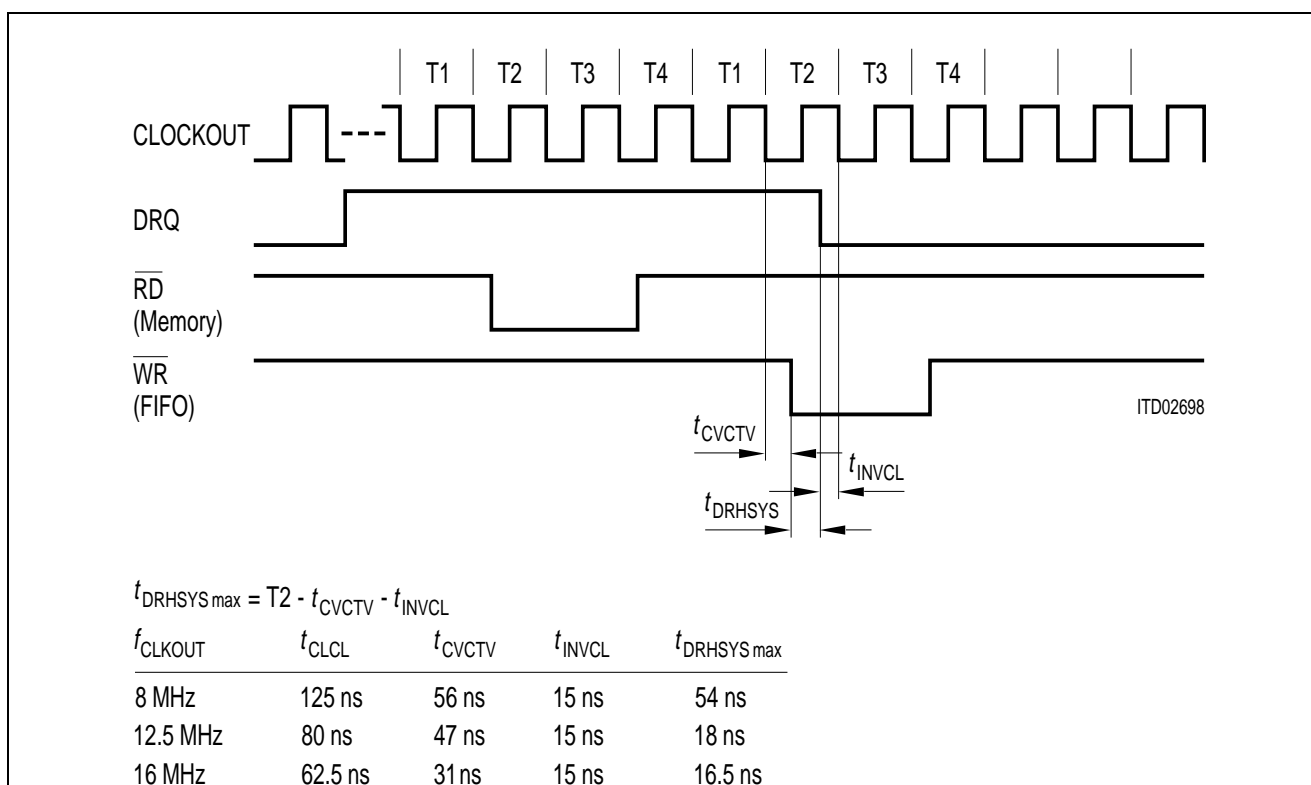 T1 T2 T3 T4 T1 T2 T3 T4
CLOCKOUT
DRQ
RD
(Memory)
WR
(FIFO)
ITD02698
tCVCTV
tINVCL
tDRHSYS
tDRHSYS max = T2 - tCVCTV - tINVCL
fCLKOUT tCLCL tCVCTV tINVCL tDRHSYS max
8 MHz 125 ns 56 ns 15 ns 54 ns
12.5 MHz 80 ns 47 ns 15 ns 18 ns
16 MHz 62.5 ns 31 ns 15 ns 16.5 ns